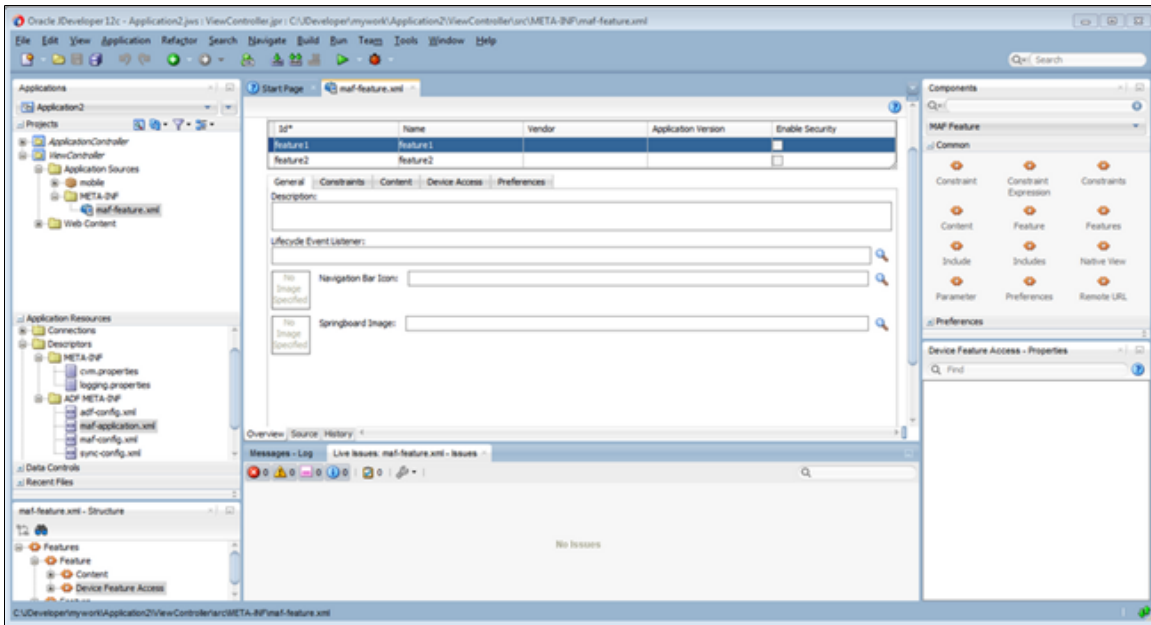 Oracle JDeveloper 12c - Application2.jws : ViewController.jpr : C:\JDeveloper\mywork\Application2\ViewController\src\META-INF\maf-feature.xml
File Edit View Application Refactor Search Navigate Build Run Team Tools Window Help
Search
Applications
Application2
Projects
ApplicationController
ViewController
Application Sources
mobile
META-INF
maf-feature.xml
Web Content
Application Resources
Connections
Descriptors
META-INF
cvm.properties
logging.properties
ADF META-INF
adf-config.xml
maf-application.xml
maf-config.xml
sync-config.xml
Data Controls
Recent Files
maf-feature.xml - Structure
Features
Feature
Content
Device Feature Access
Feature
Start Page maf-feature.xml
Id* Name Vendor Application Version Enable Security
feature1 feature1
feature2 feature2
General Constraints Content Device Access Preferences
Description:
Lifecycle Event Listener:
No Image Specified
Navigation Bar Icon:
No Image Specified
Springboard Image:
Overview Source History
Messages - Log Live Issues: maf-feature.xml - Issues
0 0 0 0 0
No Issues
Components
MAF Feature
Common
Constraint Constraint Expression Constraints
Content Feature Features
Include Includes Native View
Parameter Preferences Remote URL
Preferences
Device Feature Access - Properties
Find
C:\JDeveloper\mywork\Application2\ViewController\src\META-INF\maf-feature.xml